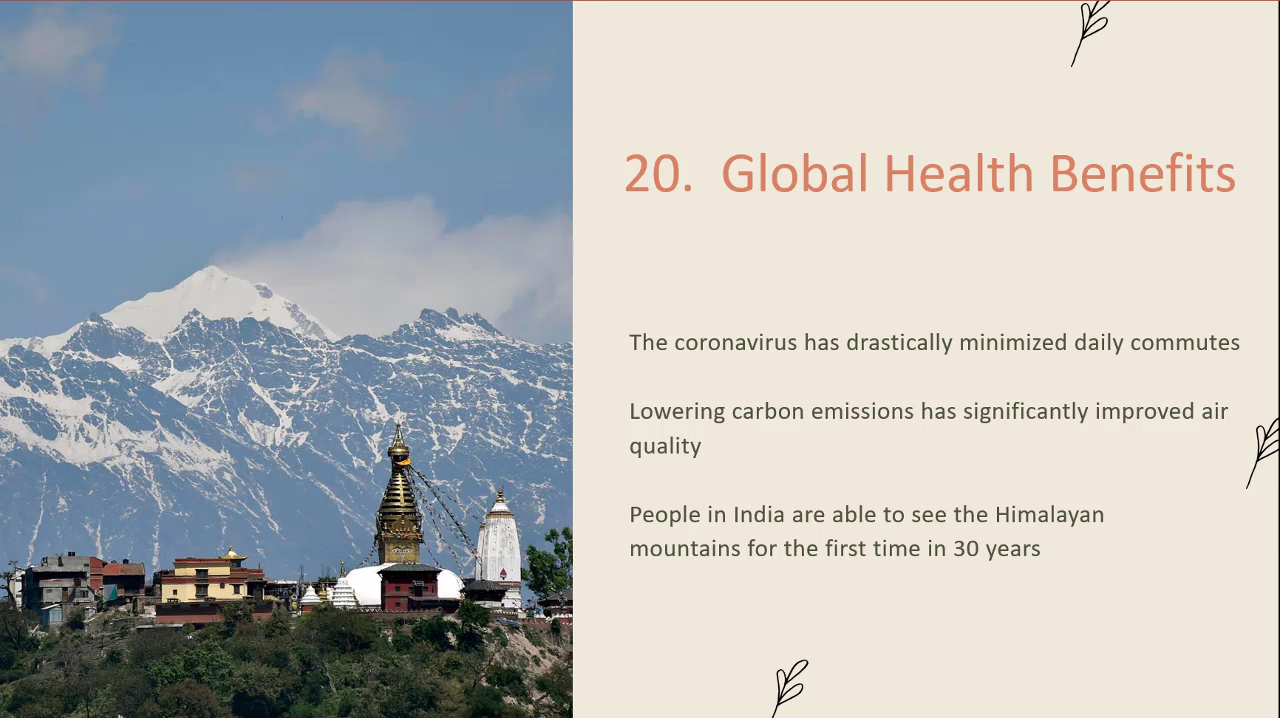 20. Global Health Benefits
The coronavirus has drastically minimized daily commutes
Lowering carbon emissions has significantly improved air
quality
People in India are able to see the Himalayan
mountains for the first time in 30 years